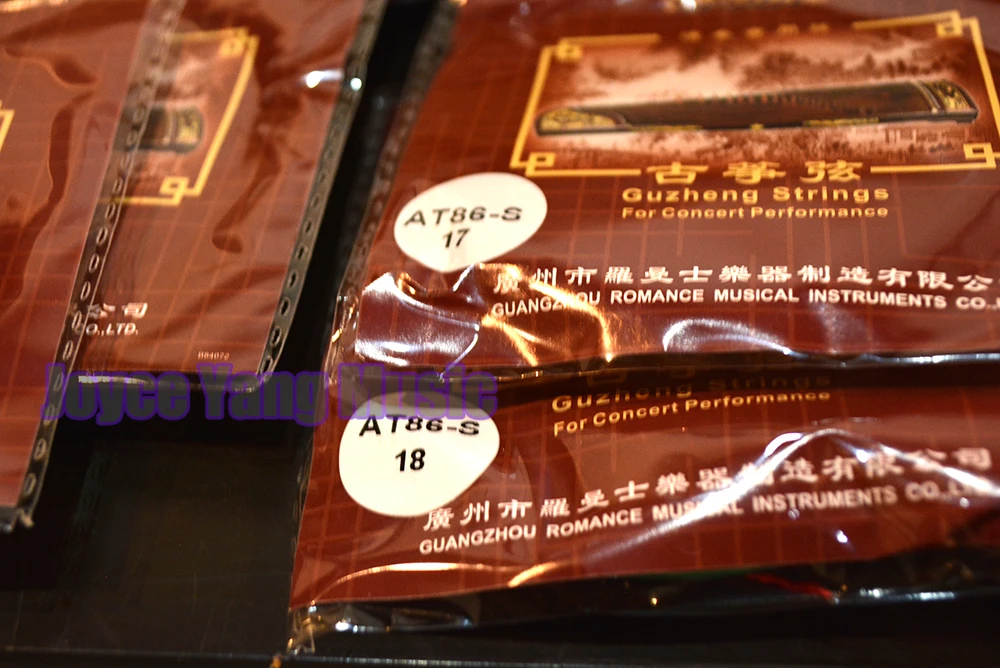 古筝弦
Guzheng Strings
For Concert Performance
AT86-S
17
廣州市羅曼士樂器制造有限公
GUANGZHOU ROMANCE MUSICAL INSTRUMENTS CO.,
公司
CO.,LTD.
Joyce Yang Music
Guzheng Strings
For Concert Performance
AT86-S
18
廣州市羅曼士樂器制造有限公司
GUANGZHOU ROMANCE MUSICAL INSTRUMENTS CO.,